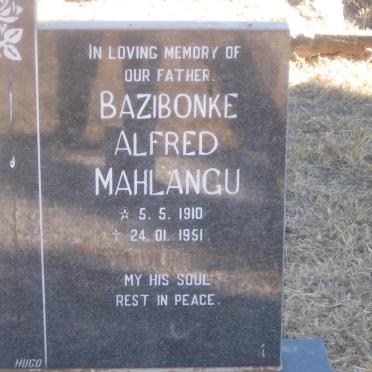 IN LOVING MEMORY OF
OUR FATHER.
BAZIBONKE
ALFRED
MAHLANGU
☆ 5. 5. 1910
† 24. 01. 1951
MY HIS SOUL
REST IN PEACE.
HUGO